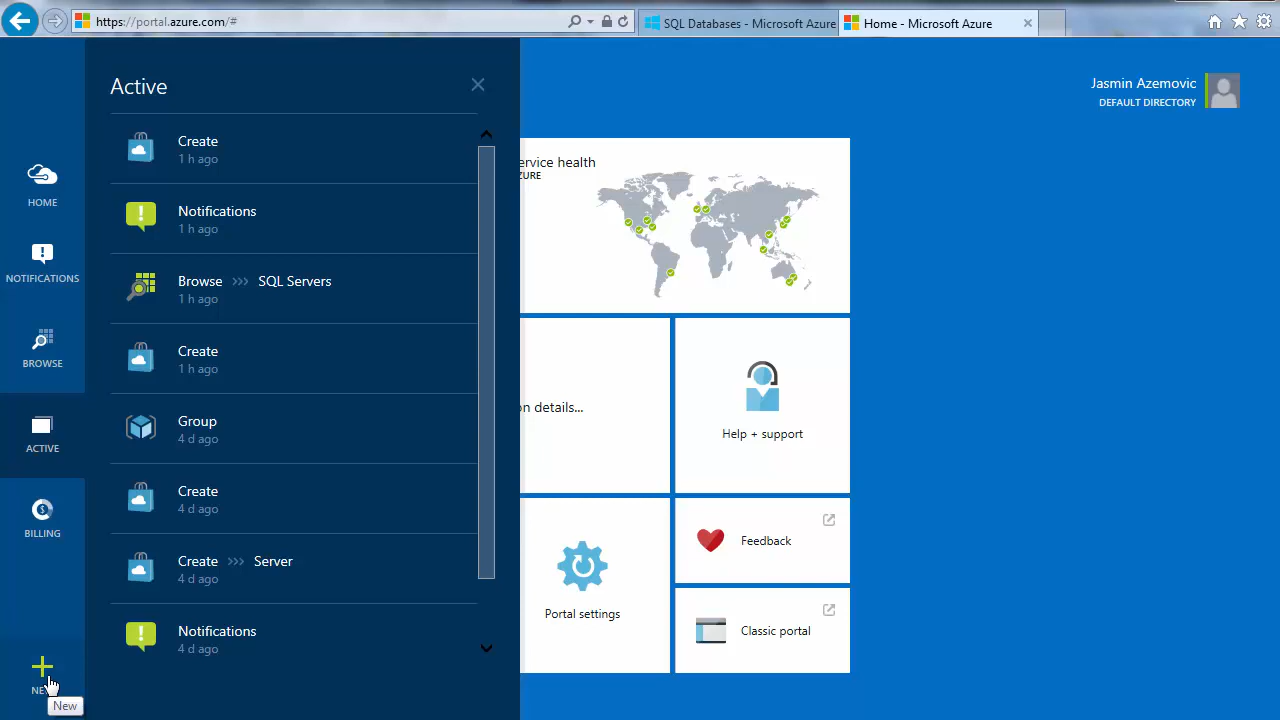 https://portal.azure.com/#
SQL Databases - Microsoft Azure
Home - Microsoft Azure
Jasmin Azemovic
DEFAULT DIRECTORY
HOME
NOTIFICATIONS
BROWSE
ACTIVE
BILLING
NEW
New
Active
Create
1 h ago
Notifications
1 h ago
Browse >>> SQL Servers
1 h ago
Create
1 h ago
Group
4 d ago
Create
4 d ago
Create >>> Server
4 d ago
Notifications
4 d ago
ervice health
ZURE
on details...
Help + support
Portal settings
Feedback
Classic portal